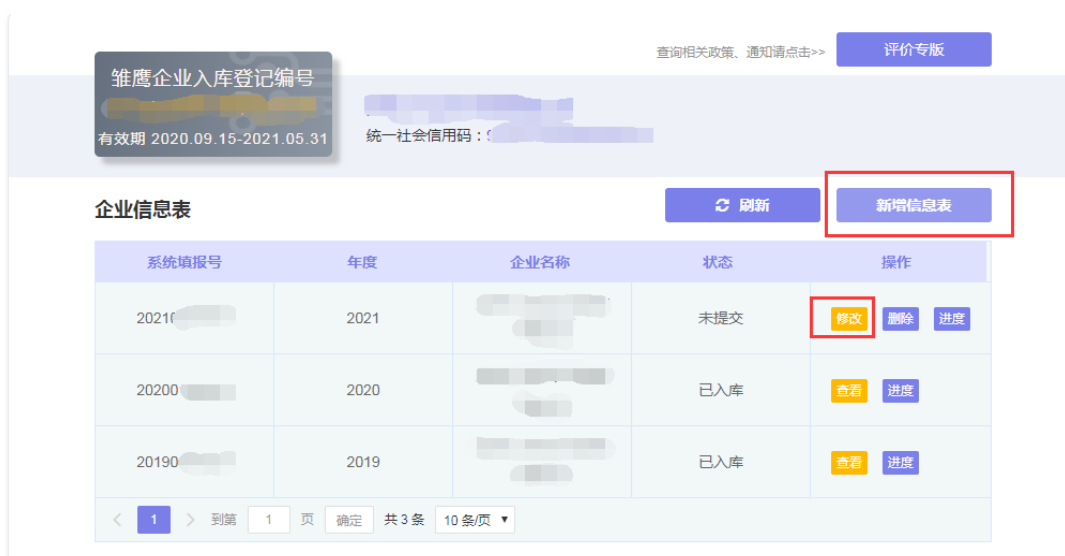 查询相关政策、通知请点击>>
评价专版
雏鹰企业入库登记编号
有效期 2020.09.15-2021.05.31
统一社会信用码：
企业信息表
刷新
新增信息表
系统填报号 年度 企业名称 状态 操作
2021 2021 未提交 修改 删除 进度
20200 2020 已入库 查看 进度
20190 2019 已入库 查看 进度
< 1 > 到第 1 页 确定 共 3 条 10 条/页 ▼